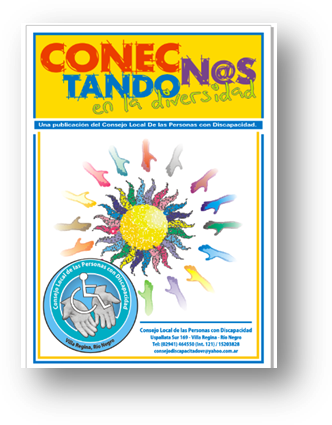 CONEC
TANDO N@S
en la diversidad
Una publicación del Consejo Local De las Personas con Discapacidad.
Consejo Local de las Personas con Discapacidad
Villa Regina, Río Negro
Consejo Local de las Personas con Discapacidad
Uspallata Sur 169 - Villa Regina - Río Negro
Tel: (02941) 464530 (int. 121) / 15283828
consejodiscapacitadovr@yahoo.com.ar